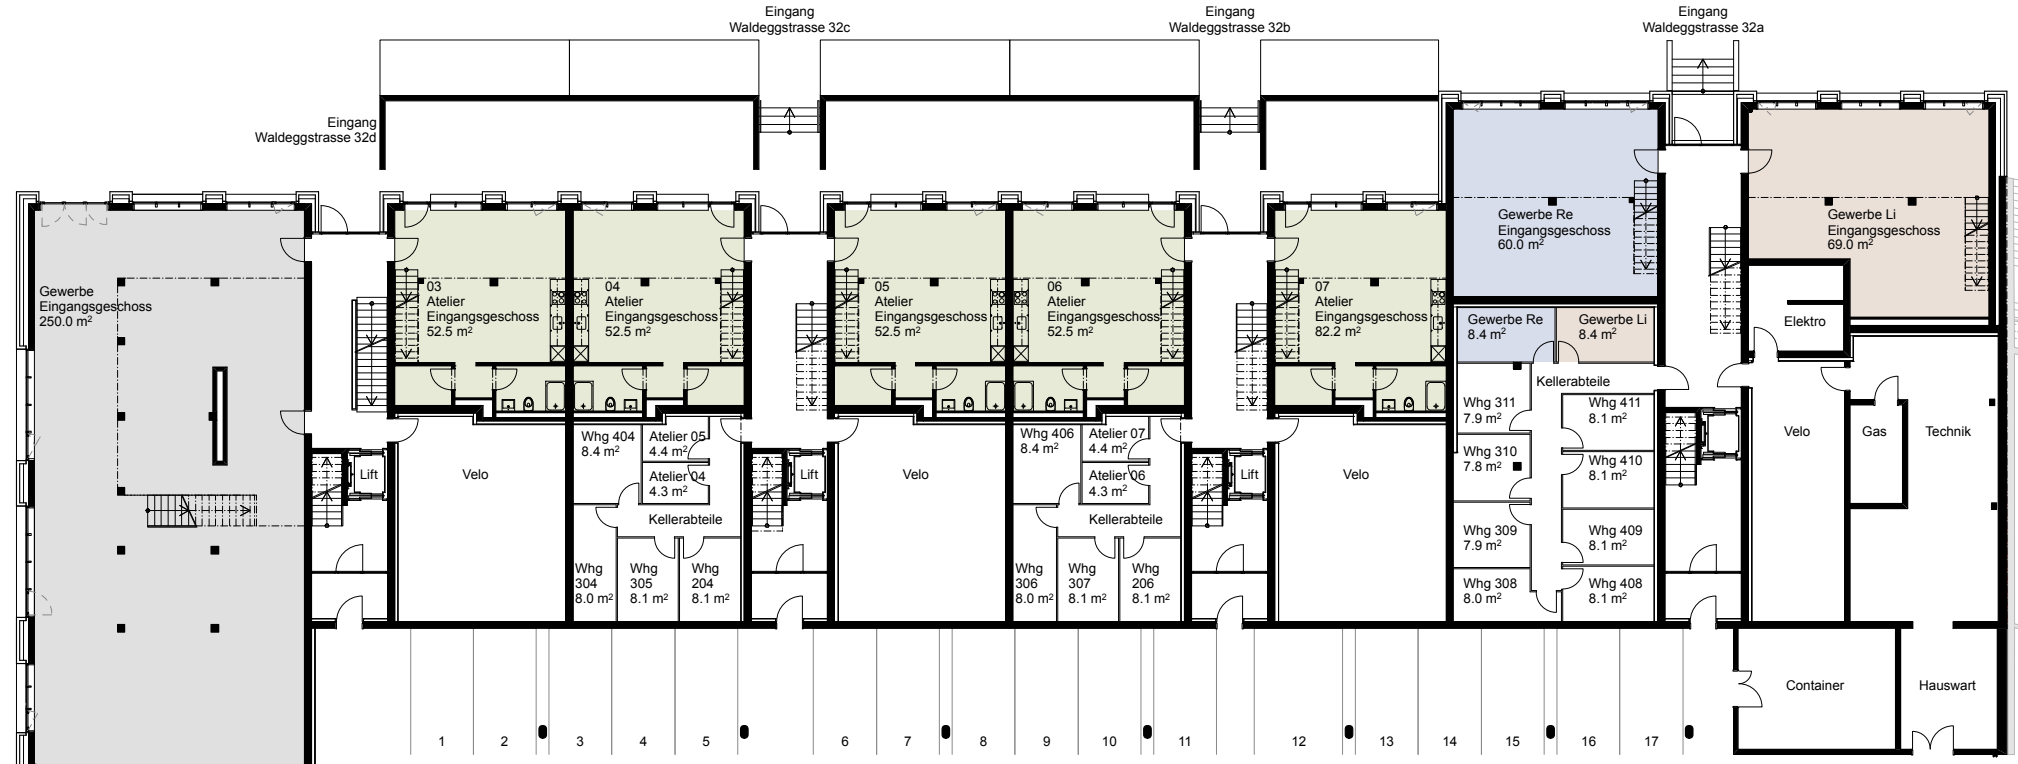 Eingang
Waldeggstrasse 32c
Eingang
Waldeggstrasse 32b
Eingang
Waldeggstrasse 32a
Eingang
Waldeggstrasse 32d
Gewerbe
Eingangsgeschoss
250.0 m²
03
Atelier
Eingangsgeschoss
52.5 m²
04
Atelier
Eingangsgeschoss
52.5 m²
05
Atelier
Eingangsgeschoss
52.5 m²
06
Atelier
Eingangsgeschoss
52.5 m²
07
Atelier
Eingangsgeschoss
82.2 m²
Gewerbe Re
Eingangsgeschoss
60.0 m²
Gewerbe Li
Eingangsgeschoss
69.0 m²
Gewerbe Re
8.4 m²
Gewerbe Li
8.4 m²
Elektro
Kellerabteile
Whg 311
7.9 m²
Whg 411
8.1 m²
Whg 310
7.8 m²
Whg 410
8.1 m²
Whg 309
7.9 m²
Whg 409
8.1 m²
Whg 308
8.0 m²
Whg 408
8.1 m²
Lift
Velo
Whg 404
8.4 m²
Atelier 05
4.4 m²
Atelier 04
4.3 m²
Kellerabteile
Whg
304
8.0 m²
Whg
305
8.1 m²
Whg
204
8.1 m²
Lift
Velo
Whg 406
8.4 m²
Atelier 07
4.4 m²
Atelier 06
4.3 m²
Kellerabteile
Whg
306
8.0 m²
Whg
307
8.1 m²
Whg
206
8.1 m²
Lift
Velo
Velo
Gas
Technik
Container
Hauswart
1
2
3
4
5
6
7
8
9
10
11
12
13
14
15
16
17